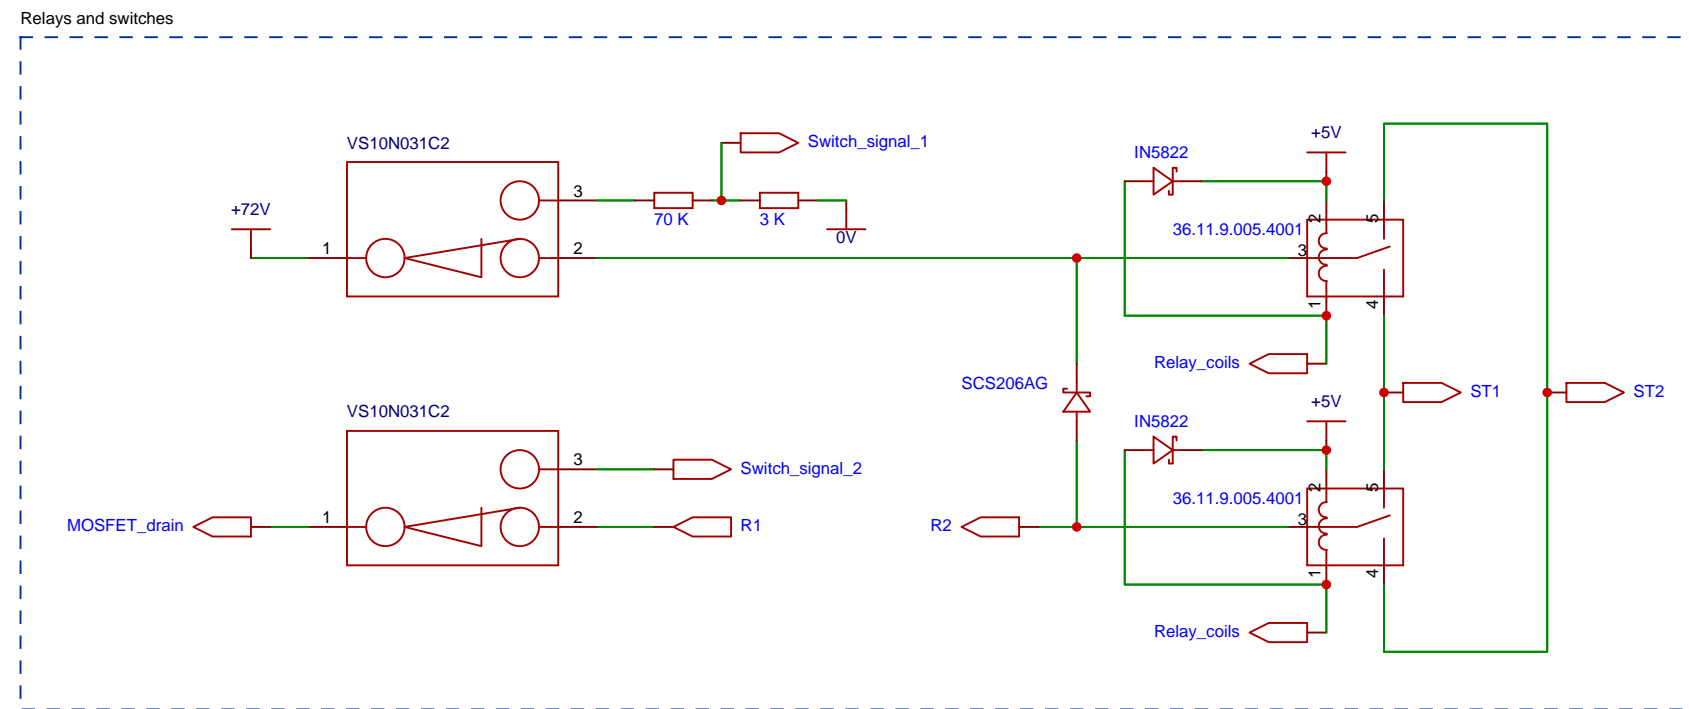 Relays and switches
VS10N031C2
Switch_signal_1
+5V
IN5822
3
70 K
3 K
0V
+72V
1
2
2
5
36.11.9.005.4001
3
1
4
Relay_coils
SCS206AG
ST1
ST2
+5V
VS10N031C2
IN5822
3
Switch_signal_2
2
5
36.11.9.005.4001
3
MOSFET_drain
1
2
R1
R2
1
4
Relay_coils